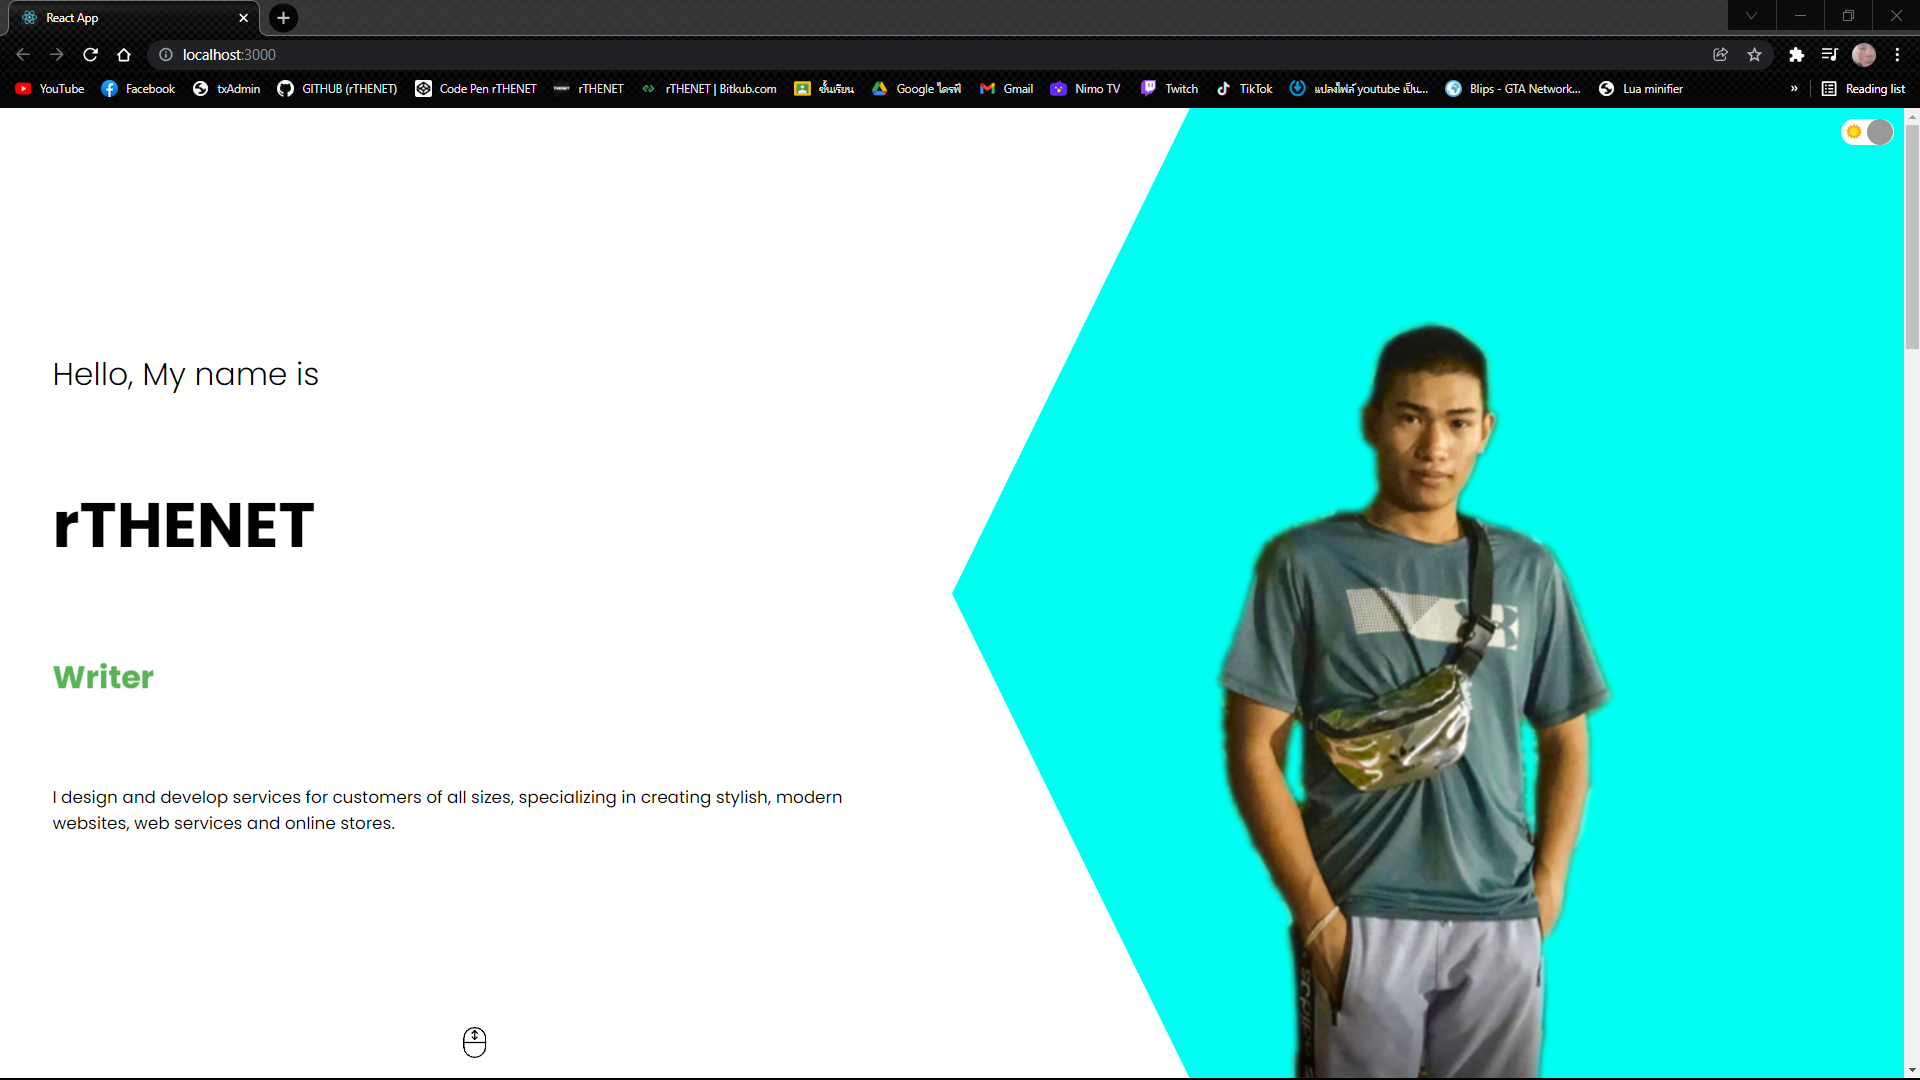 React App
localhost:3000
YouTube
Facebook
txAdmin
GITHUB (rTHENET)
Code Pen rTHENET
rTHENET
rTHENET | Bitkub.com
ชั้นเรียน
Google ไดรฟ์
Gmail
Nimo TV
Twitch
TikTok
แปลงไฟล์ youtube เป็น...
Blips - GTA Network...
Lua minifier
»
Reading list
Hello, My name is
rTHENET
Writer
I design and develop services for customers of all sizes, specializing in creating stylish, modern
websites, web services and online stores.